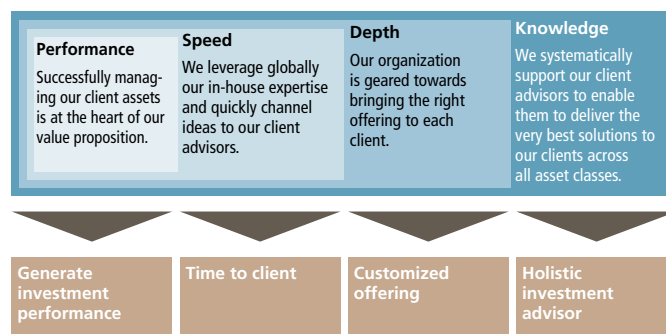 Performance
Successfully manag-
ing our client assets
is at the heart of our
value proposition.
Speed
We leverage globally
our in-house expertise
and quickly channel
ideas to our client
advisors.
Depth
Our organization
is geared towards
bringing the right
offering to each
client.
Knowledge
We systematically
support our client
advisors to enable
them to deliver the
very best solutions to
our clients across
all asset classes.
Generate
investment
performance
Time to client
Customized
offering
Holistic
investment
advisor